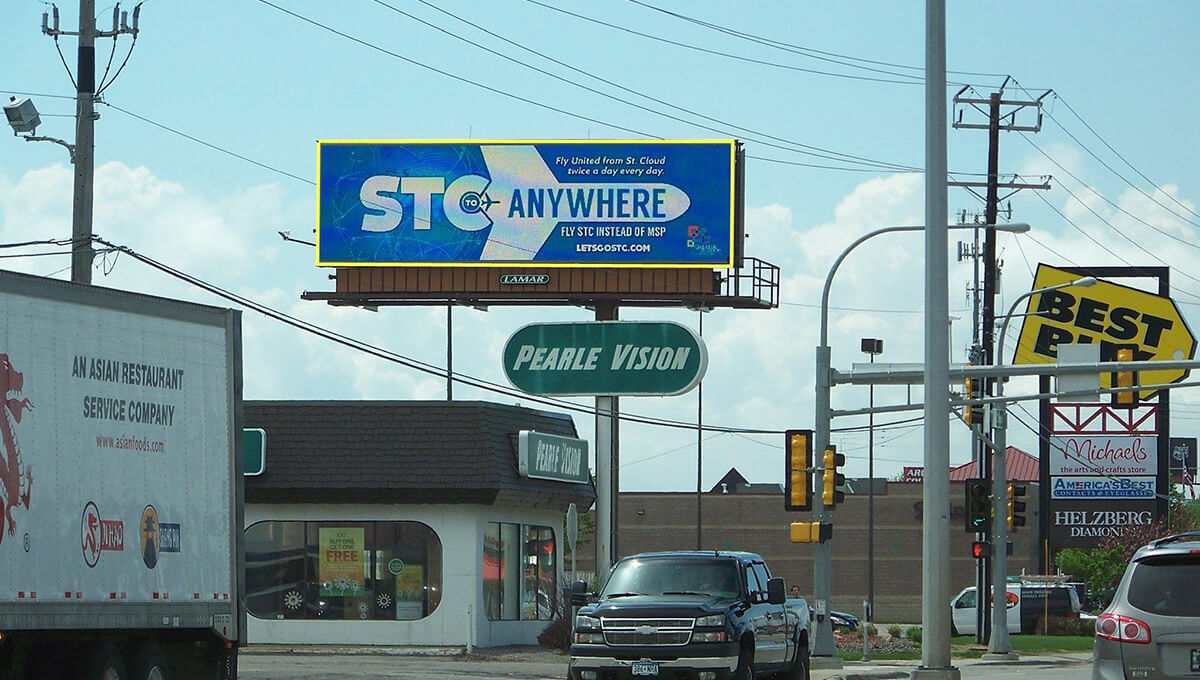 Fly United from St. Cloud
twice a day every day.
STC TO ANYWHERE
FLY STC INSTEAD OF MSP
LETSGOSTC.COM
LAMAR
PEARLE VISION
BEST
BUY
AN ASIAN RESTAURANT
SERVICE COMPANY
www.asianfoods.com
PEARLE VISION
BUY ONE
GET ONE
FREE
Michaels
the arts and crafts store
AMERICA'S BEST
CONTACTS & EYEGLASSES
HELZBERG
DIAMONDS